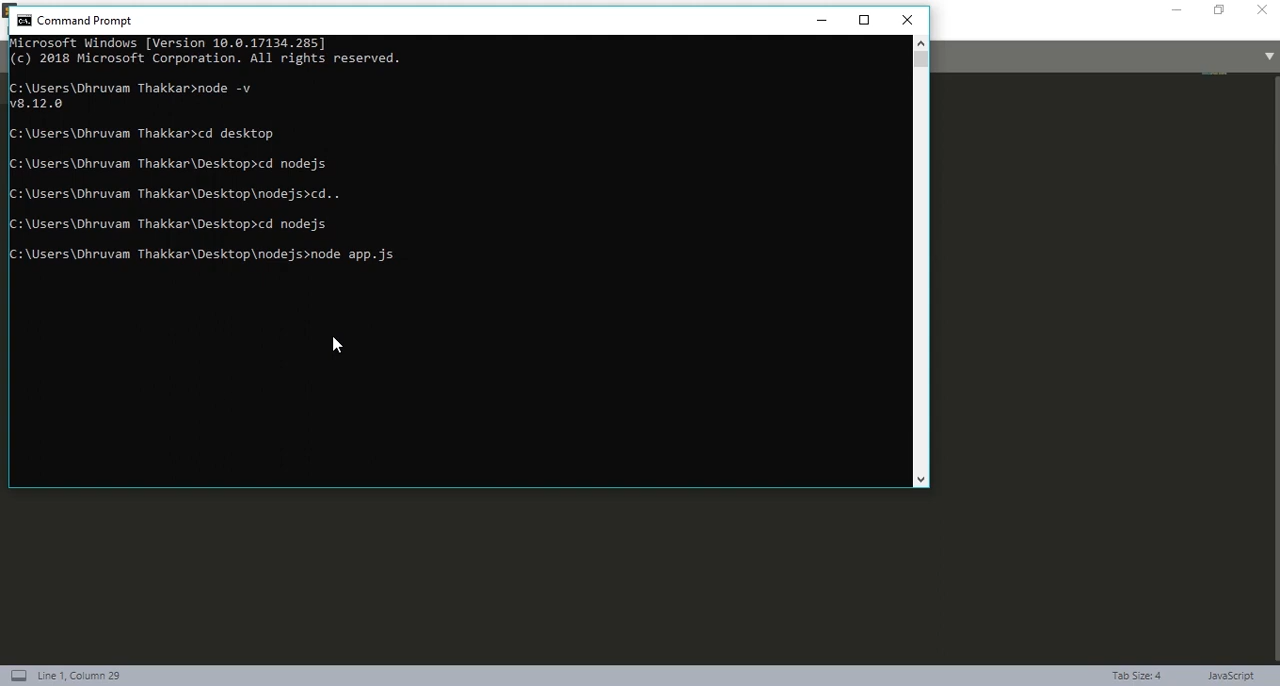 Command Prompt
Microsoft Windows [Version 10.0.17134.285]
(c) 2018 Microsoft Corporation. All rights reserved.
C:\Users\Dhruvam Thakkar>node -v
v8.12.0
C:\Users\Dhruvam Thakkar>cd desktop
C:\Users\Dhruvam Thakkar\Desktop>cd nodejs
C:\Users\Dhruvam Thakkar\Desktop\nodejs>cd..
C:\Users\Dhruvam Thakkar\Desktop>cd nodejs
C:\Users\Dhruvam Thakkar\Desktop\nodejs>node app.js
Line 1, Column 29
Tab Size: 4
JavaScript